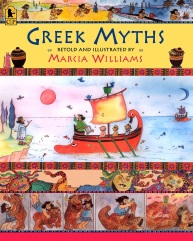 GREEK MYTHS
RETOLD AND ILLUSTRATED BY
MARCIA WILLIAMS